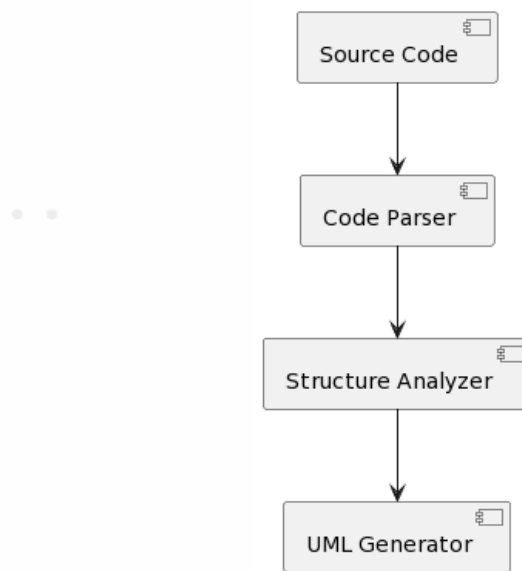 Source Code
Code Parser
Structure Analyzer
UML Generator